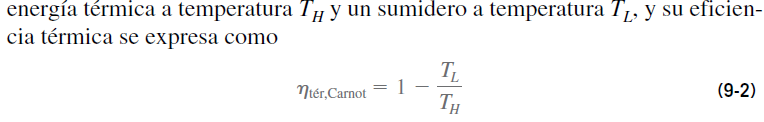 energía térmica a temperatura T_H y un sumidero a temperatura T_L, y su eficien-
cia térmica se expresa como
η_tér,Carnot = 1 − T_L / T_H (9-2)